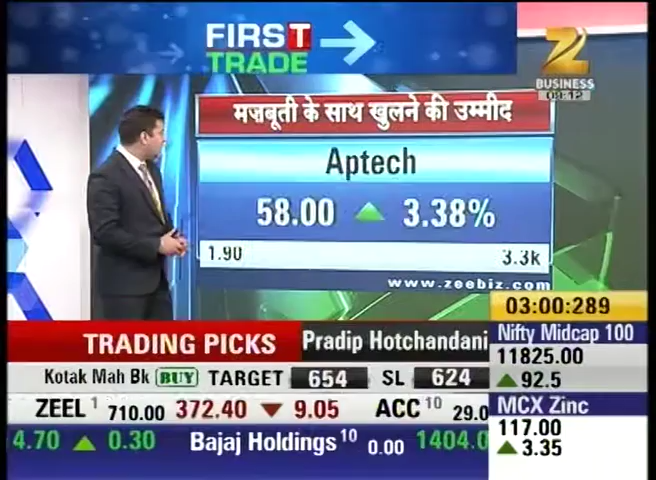 FIRST
TRADE
Z
BUSINESS
09:12
मजबूती के साथ खुलने की उम्मीद
Aptech
58.00 3.38%
1.90 3.3k
www.zeebiz.com
03:00:289
TRADING PICKS Pradip Hotchandani
Nifty Midcap 100
11825.00
92.5
Kotak Mah Bk BUY TARGET 654 SL 624
MCX Zinc
117.00
3.35
ZEEL 1 710.00 372.40 9.05 ACC 10 29.0
4.70 0.30 Bajaj Holdings 10 0.00 1404.0